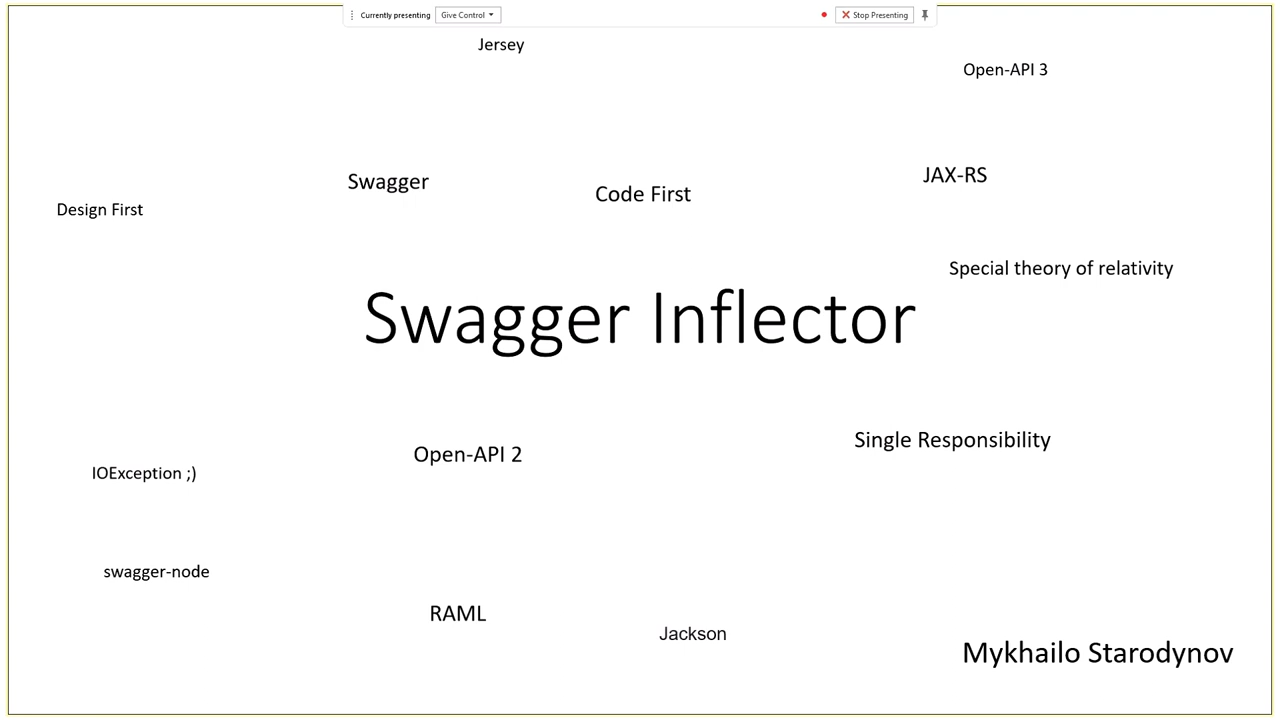 Currently presenting
Give Control
Stop Presenting
Jersey
Open-API 3
Swagger
Code First
JAX-RS
Design First
Special theory of relativity
Swagger Inflector
Open-API 2
Single Responsibility
IOException ;)
swagger-node
RAML
Jackson
Mykhailo Starodynov